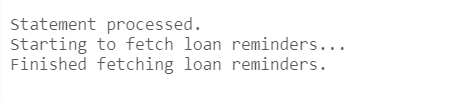 Statement processed.
Starting to fetch loan reminders...
Finished fetching loan reminders.